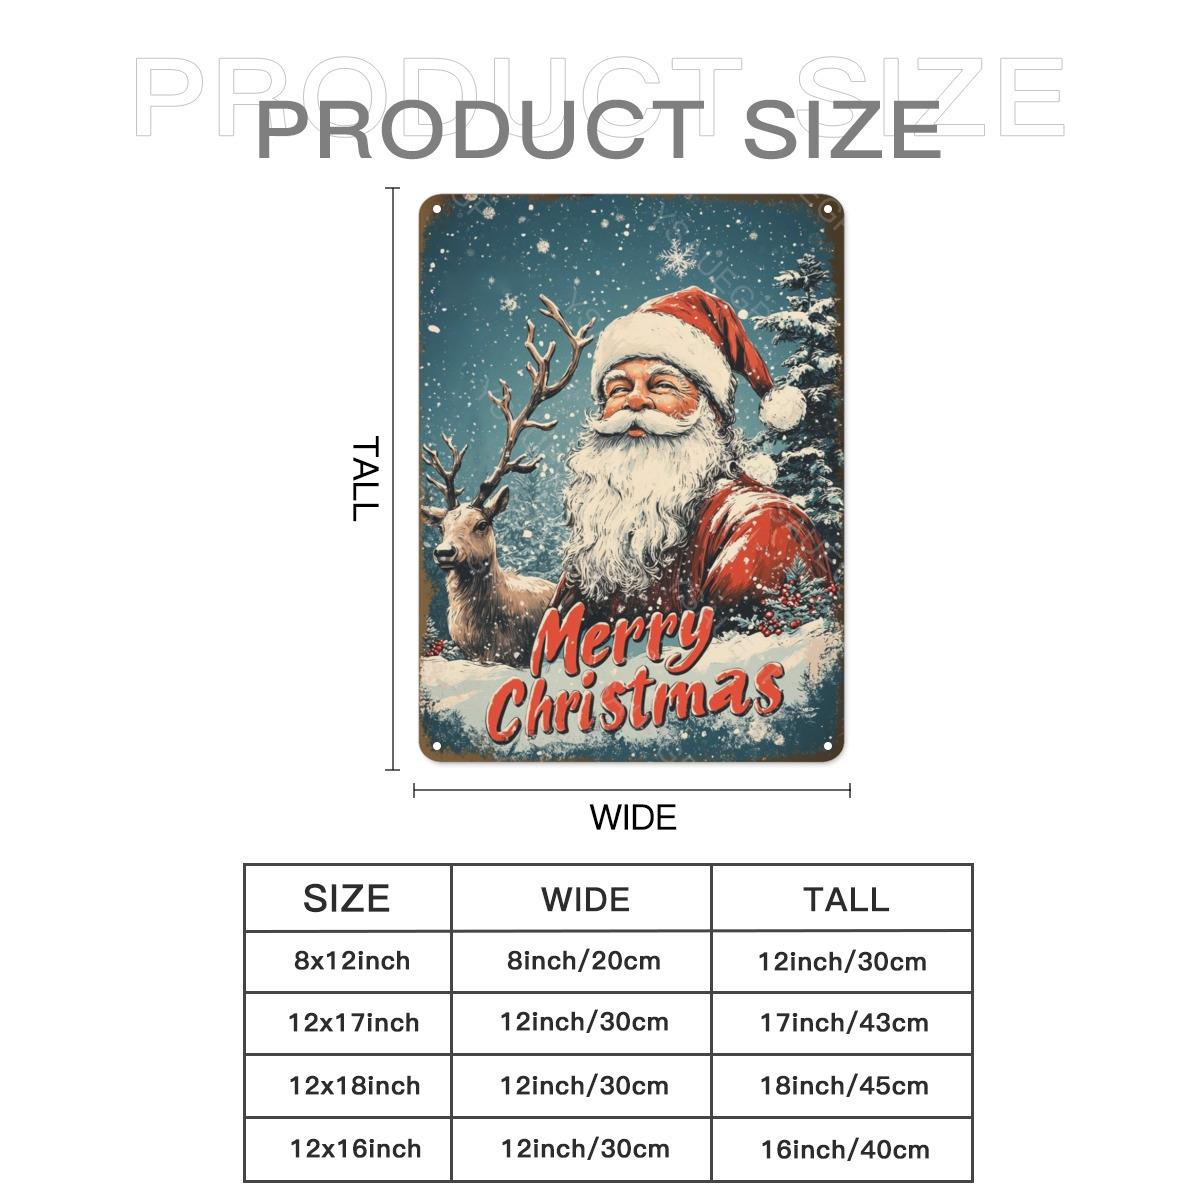 PRODUCT SIZE
PRODUCT SIZE
TALL
Merry
Christmas
WIDE
SIZE WIDE TALL
8x12inch 8inch/20cm 12inch/30cm
12x17inch 12inch/30cm 17inch/43cm
12x18inch 12inch/30cm 18inch/45cm
12x16inch 12inch/30cm 16inch/40cm